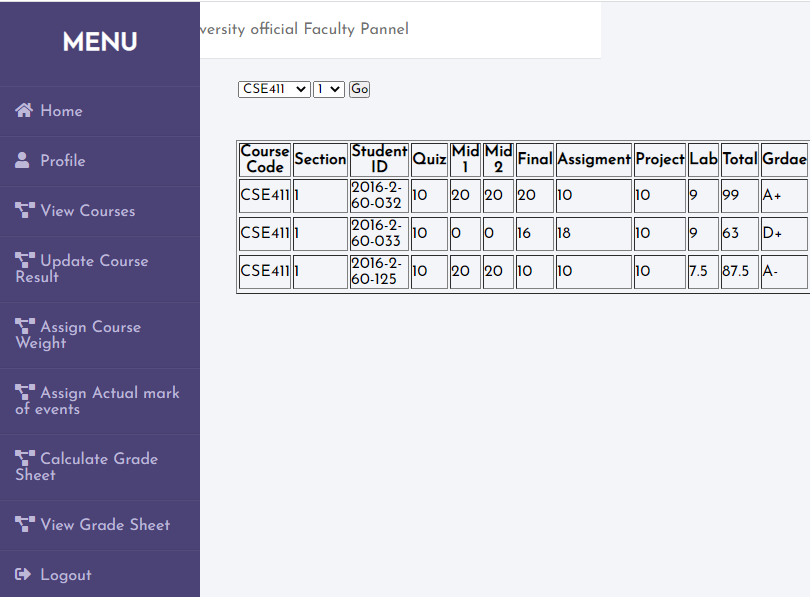 MENU
versity official Faculty Pannel
Home
Profile
View Courses
Update Course
Result
Assign Course
Weight
Assign Actual mark
of events
Calculate Grade
Sheet
View Grade Sheet
Logout
CSE411 1 Go
Course Code Section Student ID Quiz Mid 1 Mid 2 Final Assigment Project Lab Total Grdae
CSE411 1 2016-2-60-032 10 20 20 20 10 10 9 99 A+
CSE411 1 2016-2-60-033 10 0 0 16 18 10 9 63 D+
CSE411 1 2016-2-60-125 10 20 20 10 10 10 7.5 87.5 A-